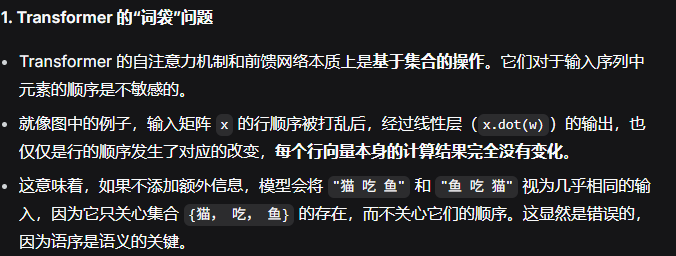 1. Transformer 的“词袋”问题
Transformer 的自注意力机制和前馈网络本质上是基于集合的操作。它们对于输入序列中
元素的顺序是不敏感的。
就像图中的例子，输入矩阵 x 的行顺序被打乱后，经过线性层（x.dot(w)）的输出，也
仅仅是行的顺序发生了对应的改变，每个行向量本身的计算结果完全没有变化。
这意味着，如果不添加额外信息，模型会将 "猫 吃 鱼" 和 "鱼 吃 猫" 视为几乎相同的输
入，因为它只关心集合 {猫, 吃, 鱼} 的存在，而不关心它们的顺序。这显然是错误的，
因为语序是语义的关键。